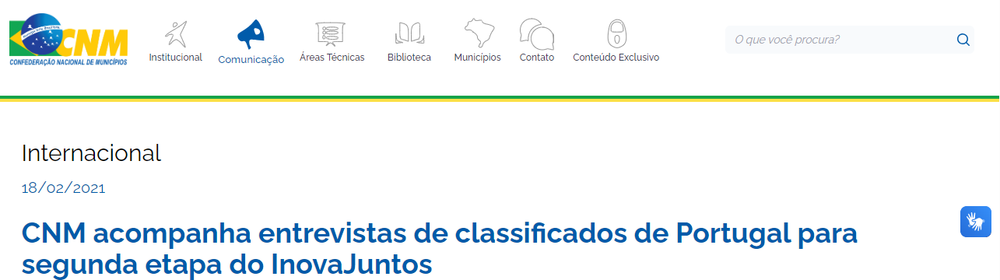 CNM
CONFEDERAÇÃO NACIONAL DE MUNICÍPIOS
Institucional
Comunicação
Áreas Técnicas
Biblioteca
Municípios
Contato
Conteúdo Exclusivo
O que você procura?
Internacional
18/02/2021
CNM acompanha entrevistas de classificados de Portugal para
segunda etapa do InovaJuntos